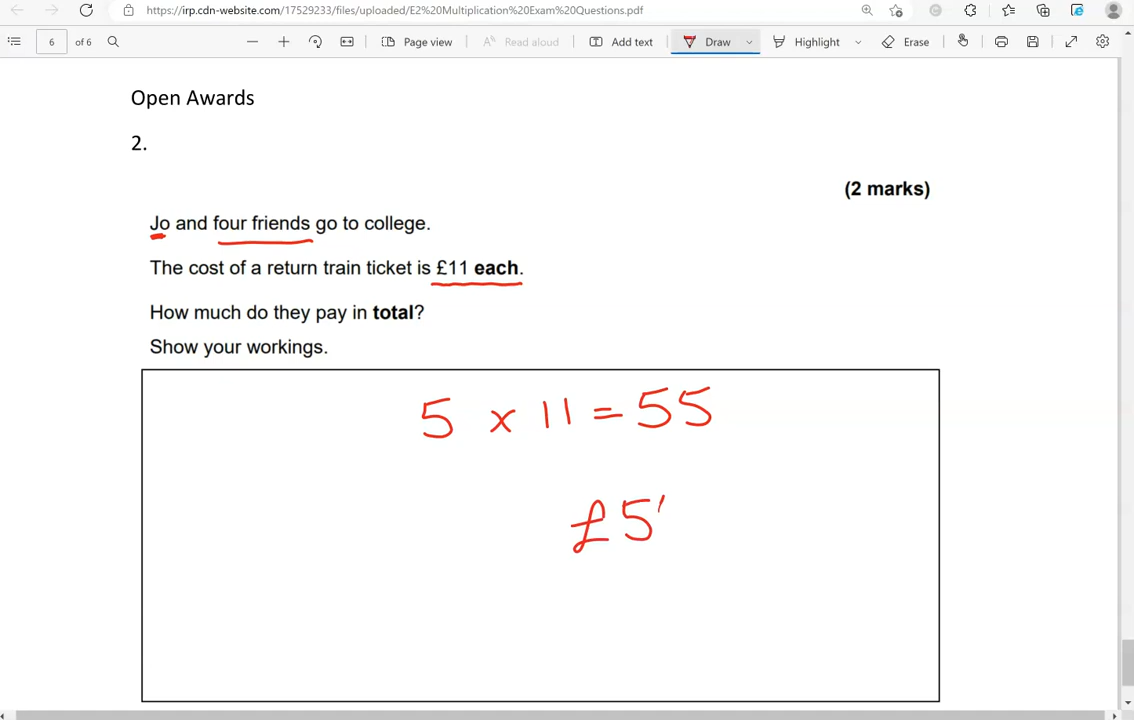 https://irp.cdn-website.com/17529233/files/uploaded/E2%20Multiplication%20Exam%20Questions.pdf
6 of 6 Page view Read aloud Add text Draw Highlight Erase
Open Awards
2.
(2 marks)
Jo and four friends go to college.
The cost of a return train ticket is £11 each.
How much do they pay in total?
Show your workings.
5 x 11 = 55
£5